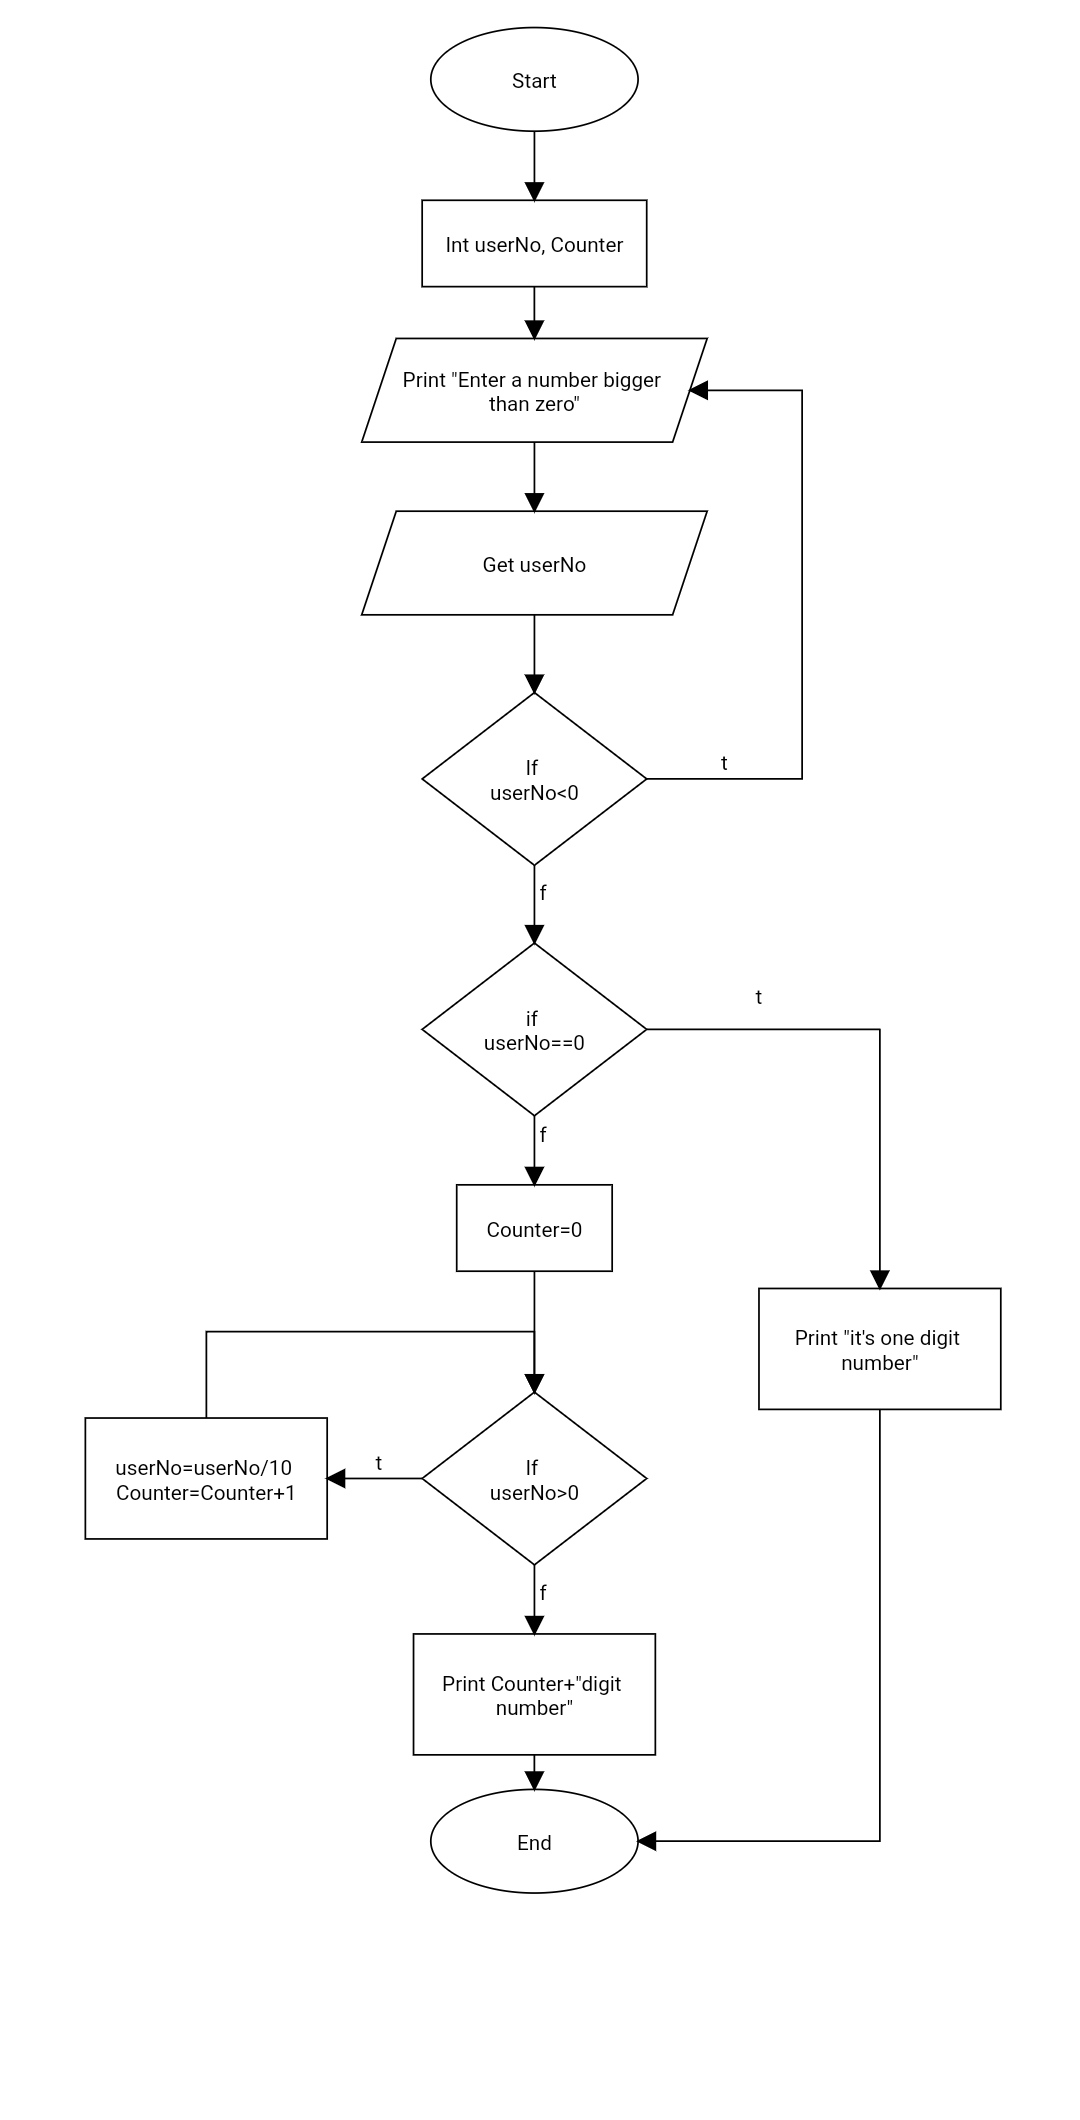 Start
Int userNo, Counter
Print "Enter a number bigger
than zero"
Get userNo
If
userNo<0
t
f
if
userNo==0
t
f
Counter=0
Print "it's one digit
number"
If
userNo>0
t
userNo=userNo/10
Counter=Counter+1
f
Print Counter+"digit
number"
End